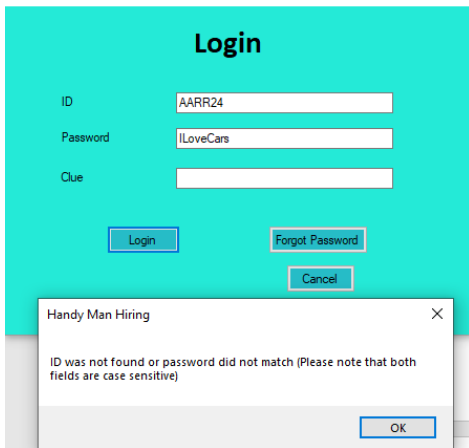 Login
ID AARR24
Password ILoveCars
Clue
Login Forgot Password
Cancel
Handy Man Hiring
ID was not found or password did not match (Please note that both
fields are case sensitive)
OK